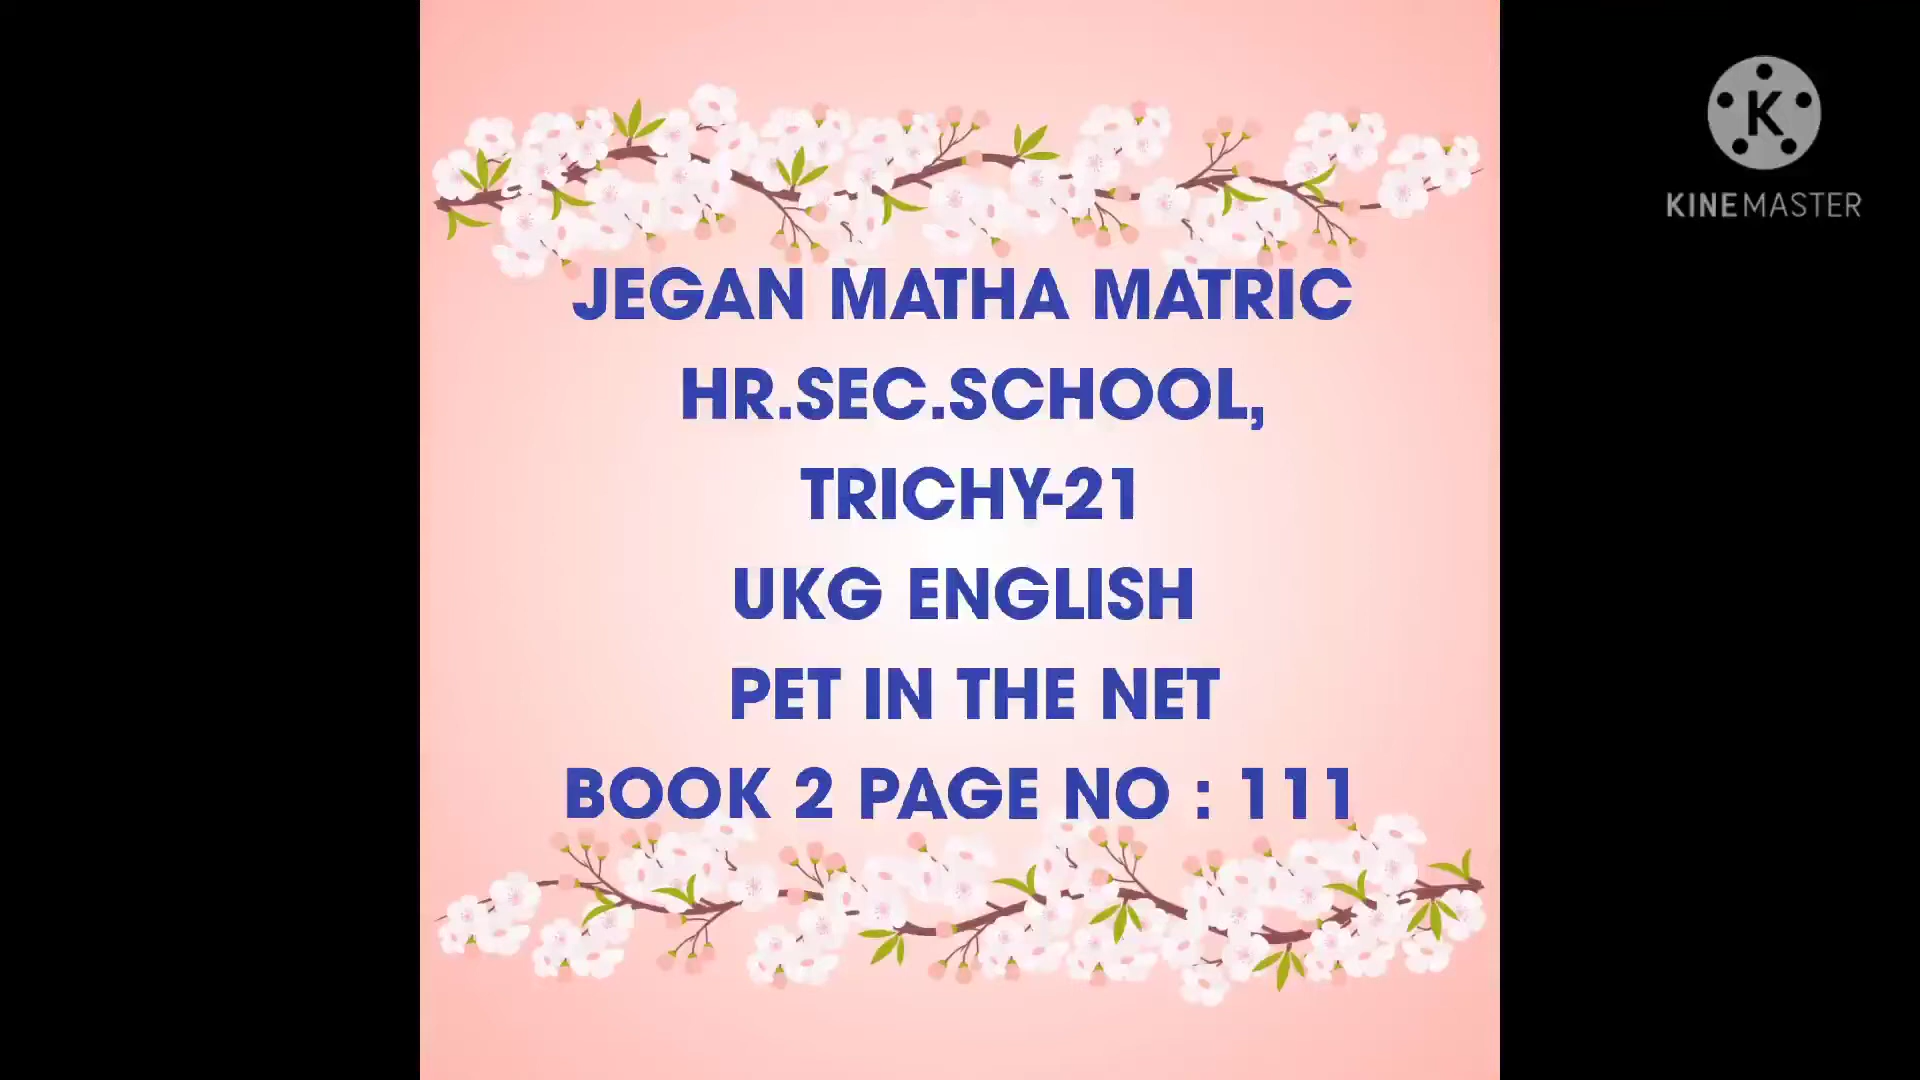 JEGAN MATHA MATRIC
HR.SEC.SCHOOL,
TRICHY-21
UKG ENGLISH
PET IN THE NET
BOOK 2 PAGE NO : 111
K
KINEMASTER